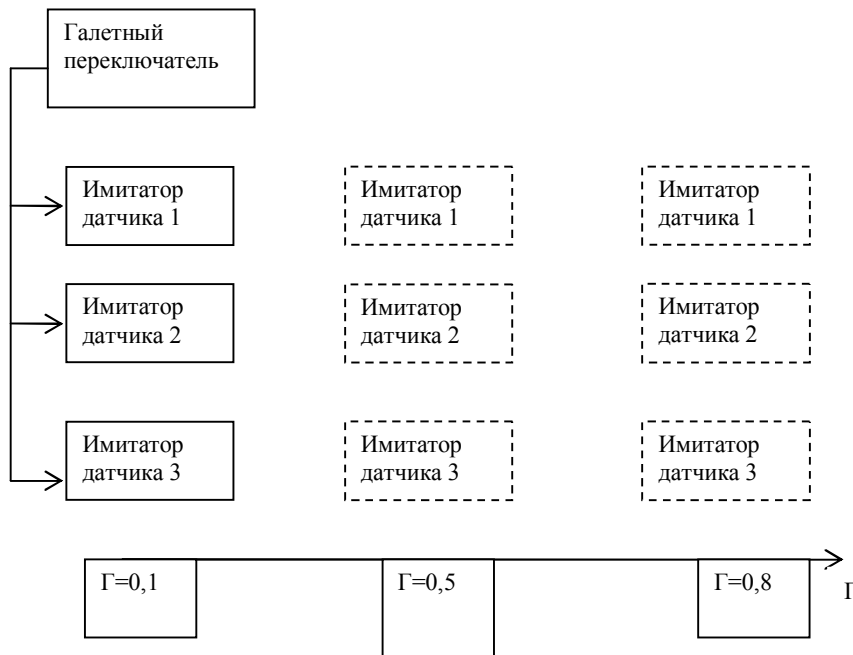 Галетный
переключатель
Имитатор
датчика 1
Имитатор
датчика 1
Имитатор
датчика 1
Имитатор
датчика 2
Имитатор
датчика 2
Имитатор
датчика 2
Имитатор
датчика 3
Имитатор
датчика 3
Имитатор
датчика 3
Г=0,1
Г=0,5
Г=0,8
Г